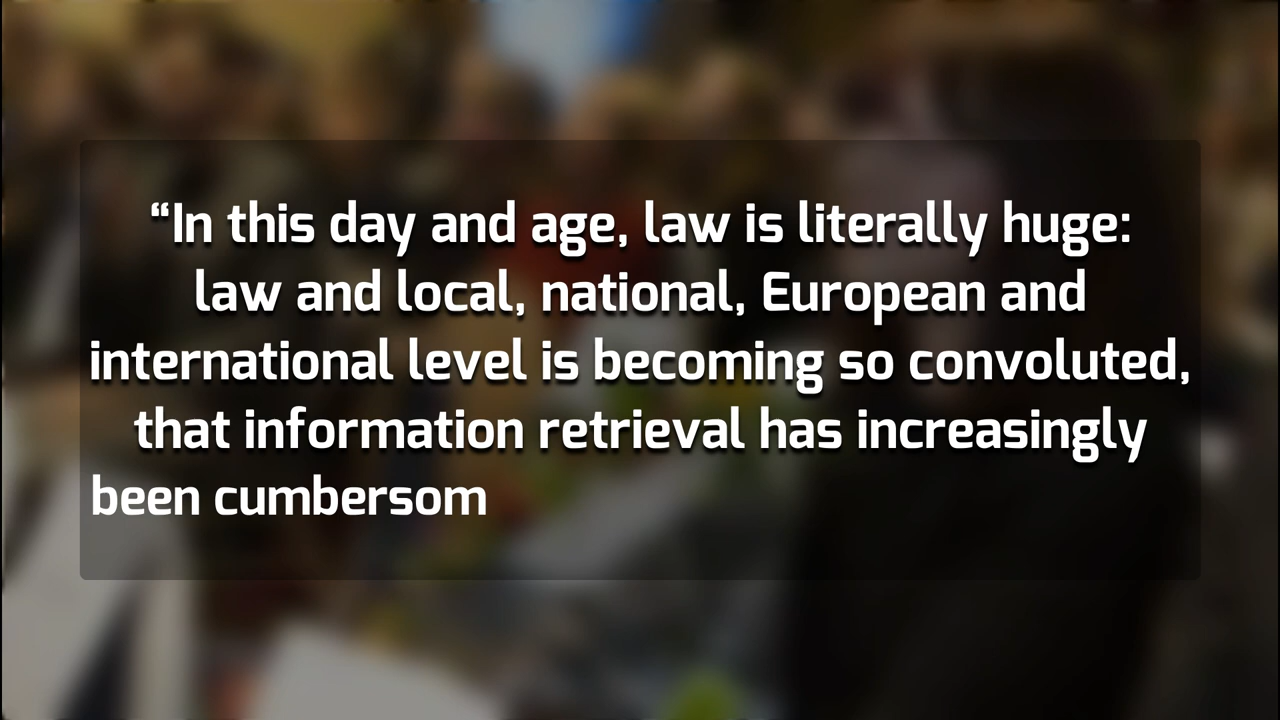 “In this day and age, law is literally huge:
law and local, national, European and
international level is becoming so convoluted,
that information retrieval has increasingly
been cumbersom